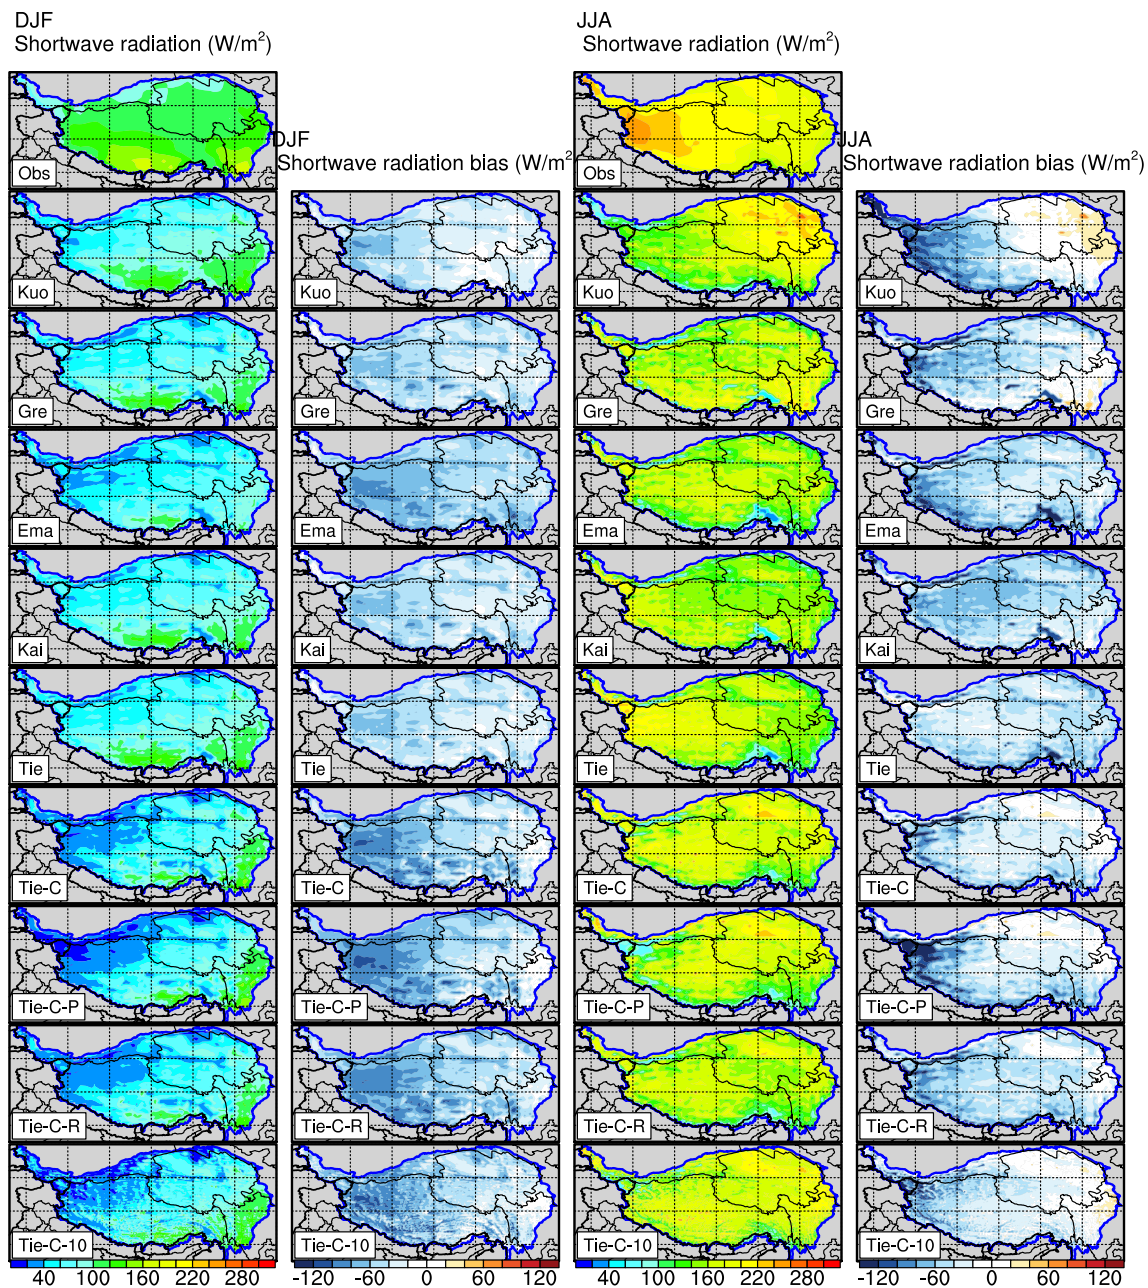 DJF
Shortwave radiation (W/m²)
JJA
Shortwave radiation (W/m²)
DJF
Shortwave radiation bias (W/m²
JJA
Shortwave radiation bias (W/m²)
Obs
Obs
Kuo
Kuo
Kuo
Kuo
Gre
Gre
Gre
Gre
Ema
Ema
Ema
Ema
Kai
Kai
Kai
Kai
Tie
Tie
Tie
Tie
Tie-C
Tie-C
Tie-C
Tie-C
Tie-C-P
Tie-C-P
Tie-C-P
Tie-C-P
Tie-C-R
Tie-C-R
Tie-C-R
Tie-C-R
Tie-C-10
Tie-C-10
Tie-C-10
Tie-C-10
40 100 160 220 280
-120 -60 0 60 120
40 100 160 220 280
-120 -60 0 60 120